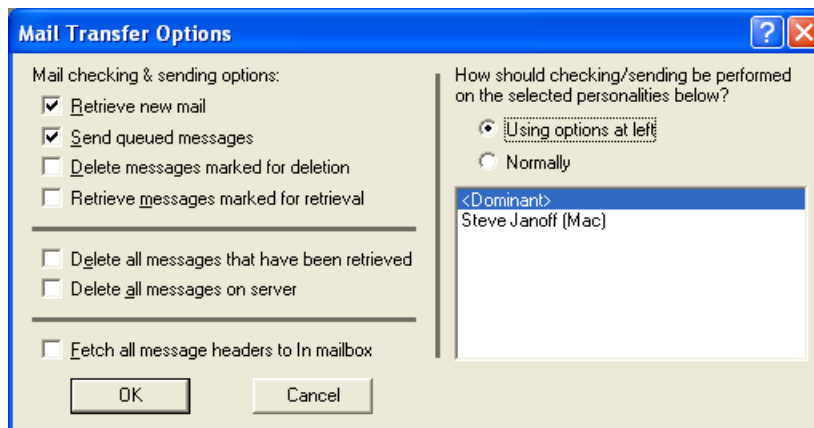 Mail Transfer Options
Mail checking & sending options:
Retrieve new mail
Send queued messages
Delete messages marked for deletion
Retrieve messages marked for retrieval
Delete all messages that have been retrieved
Delete all messages on server
Fetch all message headers to In mailbox
OK
Cancel
How should checking/sending be performed
on the selected personalities below?
Using options at left
Normally
<Dominant>
Steve Janoff (Mac)